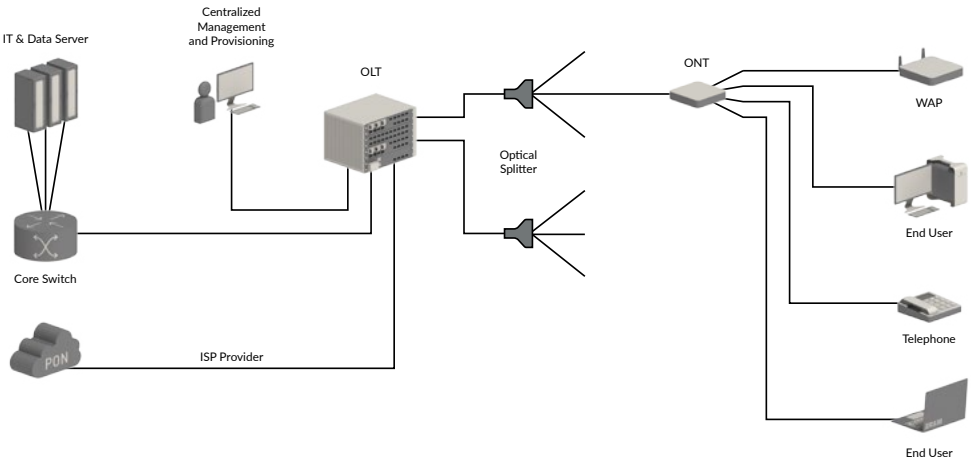 IT & Data Server
Centralized
Management
and Provisioning
OLT
ONT
WAP
Optical
Splitter
End User
Core Switch
PON
ISP Provider
Telephone
End User